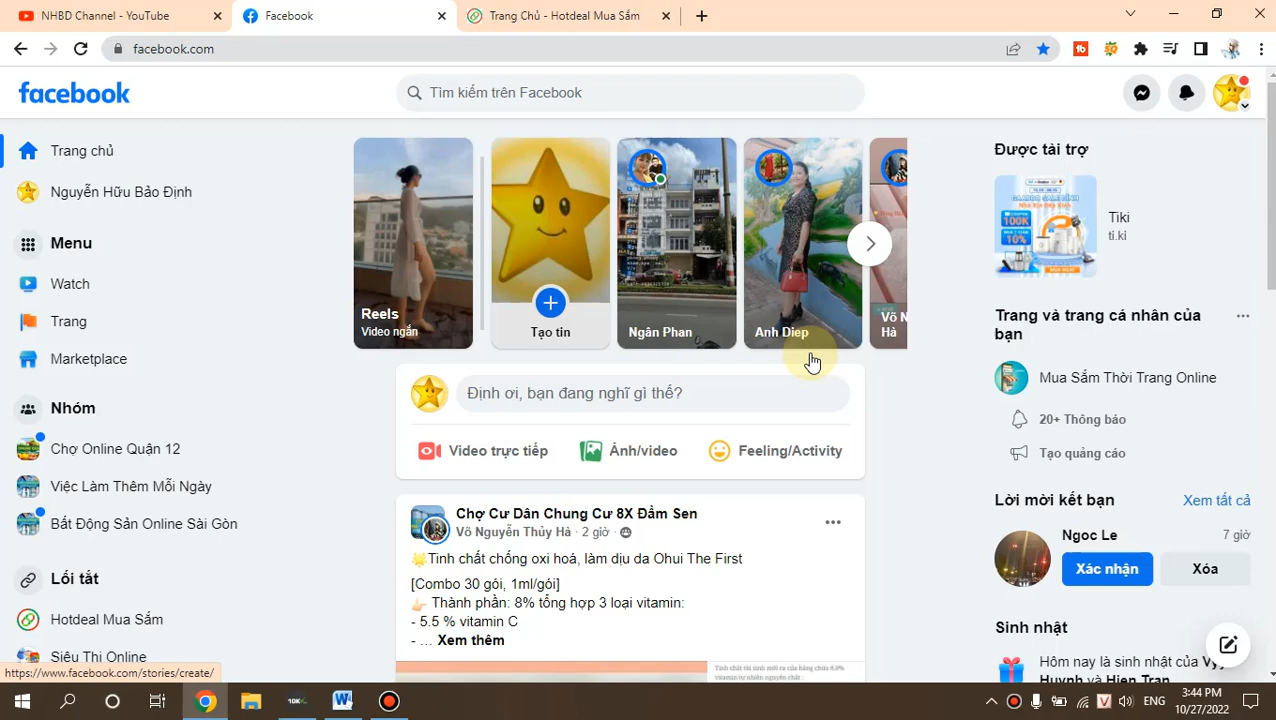 NHBD Channel - YouTube
Facebook
Trang Chủ - Hotdeal Mua Sắm
facebook.com
facebook
Tìm kiếm trên Facebook
Trang chủ
Nguyễn Hữu Bảo Định
Menu
Watch
Trang
Marketplace
Nhóm
Chợ Online Quận 12
Việc Làm Thêm Mỗi Ngày
Bất Động Sản Online Sài Gòn
Lối tắt
Hotdeal Mua Sắm
Siêu Thị Online
https://www.facebook.com/stories/create/
Reels
Video ngắn
Tạo tin
Ngân Phan
Anh Diep
Võ N
Hà
Định ơi, bạn đang nghĩ gì thế?
Video trực tiếp
Ảnh/video
Feeling/Activity
Chợ Cư Dân Chung Cư 8X Đầm Sen
Võ Nguyễn Thủy Hà · 2 giờ ·
🌟Tinh chất chống oxi hoá, làm dịu da Ohui The First
[Combo 30 gói, 1ml/gói]
👉🏻 Thành phần: 8% tổng hợp 3 loại vitamin:
- 5.5 % vitamin C
- … Xem thêm
Được tài trợ
COUPON
100K
10%
Tiki
ti.ki
Trang và trang cá nhân của
bạn
Mua Sắm Thời Trang Online
20+ Thông báo
Tạo quảng cáo
Lời mời kết bạn
Xem tất cả
Ngoc Le
7 giờ
Xác nhận
Xóa
Sinh nhật
Hôm nay là sinh nhật của Vyy
Huynh và Hien Tran
ENG
3:44 PM
10/27/2022